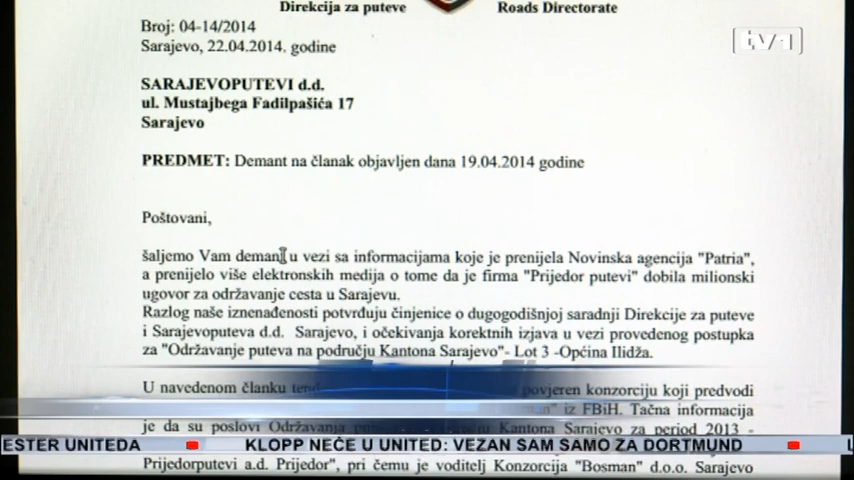 Direkcija za puteve Roads Directorate
tv1
Broj: 04-14/2014
Sarajevo, 22.04.2014. godine
SARAJEVOPUTEVI d.d.
ul. Mustajbega Fadilpašića 17
Sarajevo
PREDMET: Demant na članak objavljen dana 19.04.2014 godine
Poštovani,
šaljemo Vam demant u vezi sa informacijama koje je prenijela Novinska agencija "Patria",
a prenijelo više elektronskih medija o tome da je firma "Prijedor putevi" dobila milionski
ugovor za održavanje cesta u Sarajevu.
Razlog naše iznenađenosti potvrđuju činjenice o dugogodišnjoj saradnji Direkcije za puteve
i Sarajevoputeva d.d. Sarajevo, i očekivanja korektnih izjava u vezi provedenog postupka
za "Održavanje puteva na području Kantona Sarajevo"- Lot 3 -Općina Ilidža.
U navedenom članku povjeren konzorciju koji predvodi
iz FBiH. Tačna informacija
je da su poslovi Održavanja Kantona Sarajevo za period 2013 -
ESTER UNITEDA KLOPP NEĆE U UNITED: VEZAN SAM SAMO ZA DORTMUND
Prijedorputevi a.d. Prijedor", pri čemu je voditelj Konzorcija "Bosman" d.o.o. Sarajevo